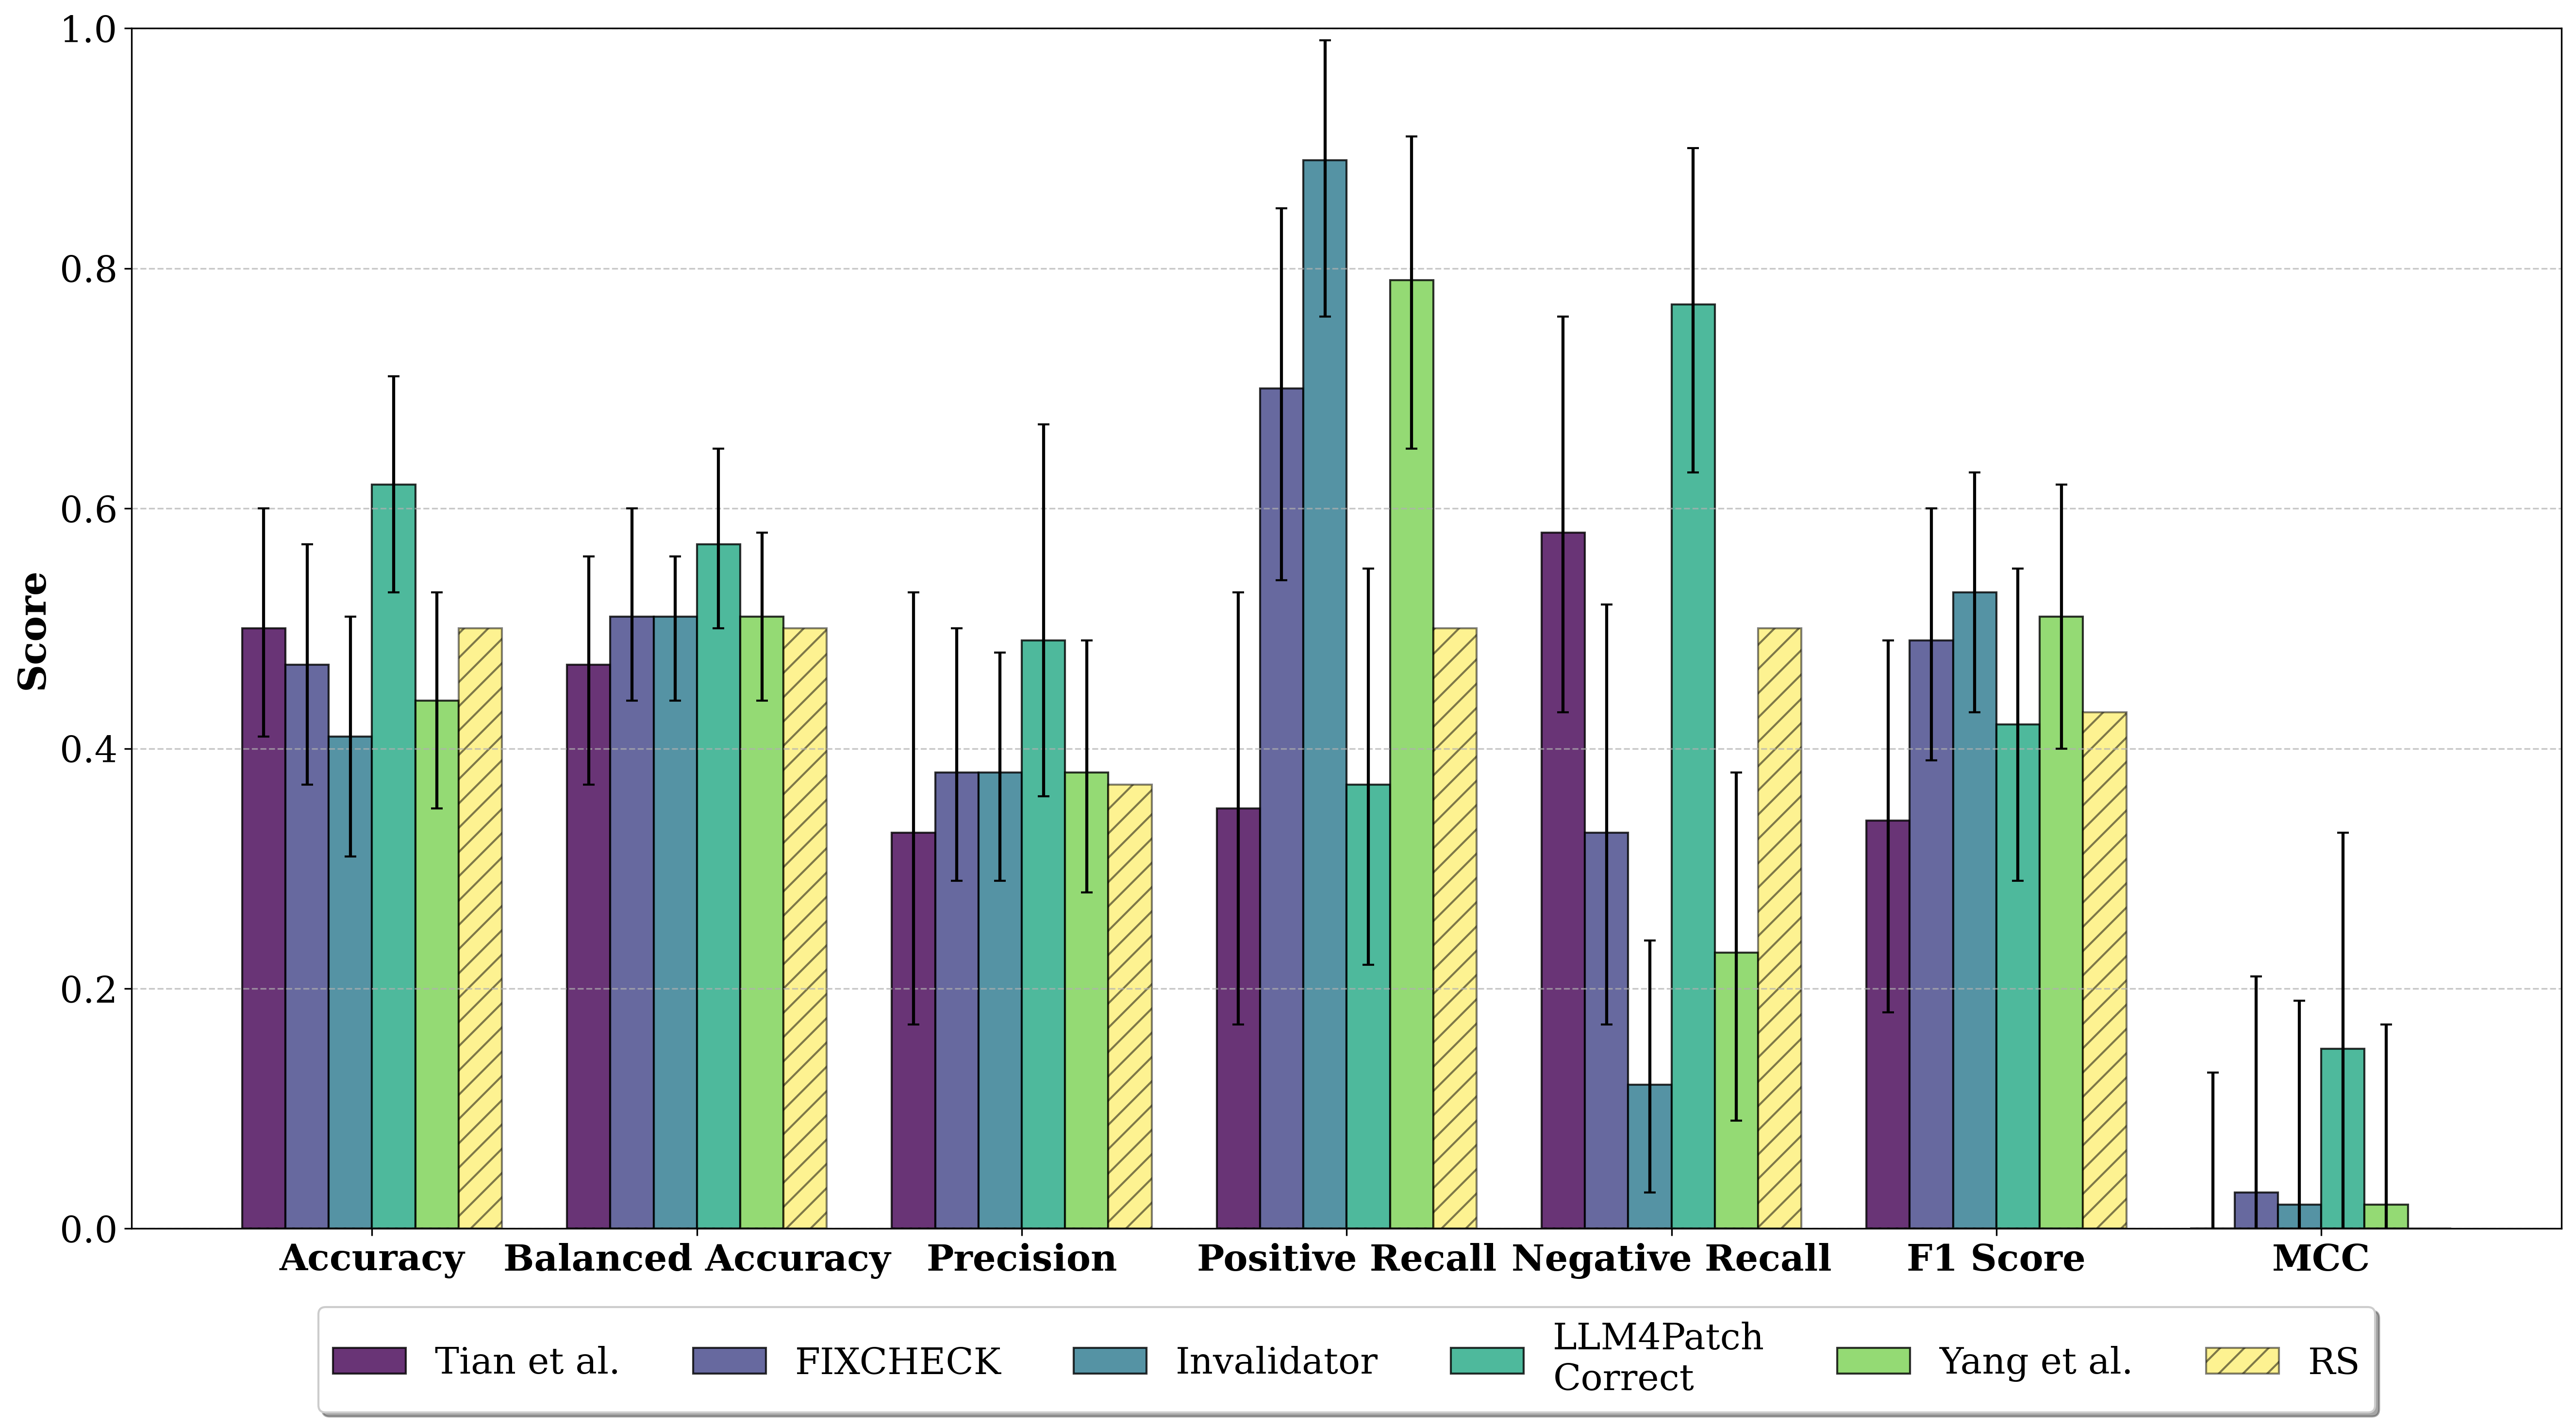 1.0
0.8
0.6
0.4
0.2
0.0
Score
Accuracy Balanced Accuracy Precision Positive Recall Negative Recall F1 Score MCC
Tian et al. FIXCHECK Invalidator LLM4Patch
Correct Yang et al. RS